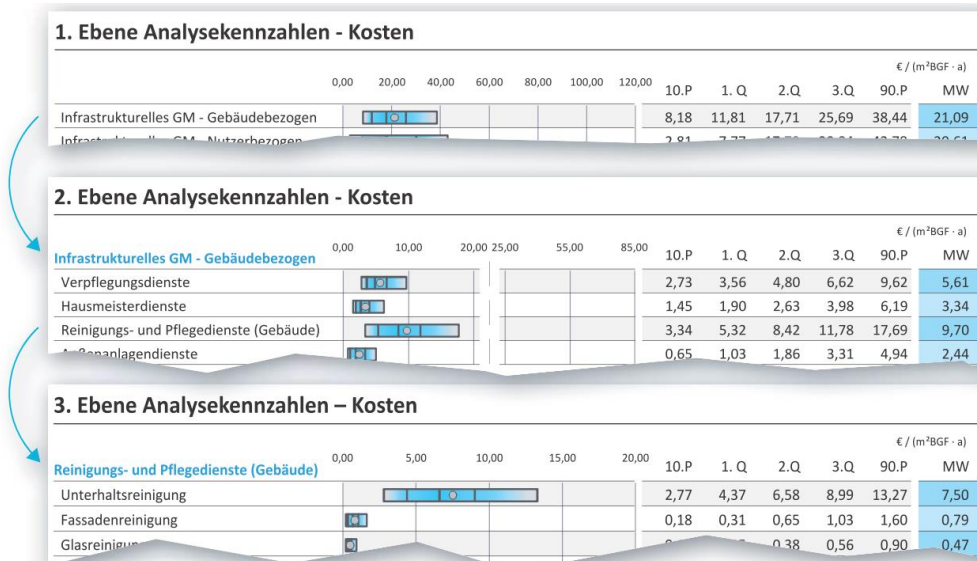 1. Ebene Analysekennzahlen - Kosten
€ / (m²BGF · a)
0,00 20,00 40,00 60,00 80,00 100,00 120,00 10.P 1. Q 2.Q 3.Q 90.P MW
Infrastrukturelles GM - Gebäudebezogen 8,18 11,81 17,71 25,69 38,44 21,09
GM - Nutzerbezogen 2,81
2. Ebene Analysekennzahlen - Kosten
€ / (m²BGF · a)
Infrastrukturelles GM - Gebäudebezogen 0,00 10,00 20,00 25,00 55,00 85,00 10.P 1. Q 2.Q 3.Q 90.P MW
Verpflegungsdienste 2,73 3,56 4,80 6,62 9,62 5,61
Hausmeisterdienste 1,45 1,90 2,63 3,98 6,19 3,34
Reinigungs- und Pflegedienste (Gebäude) 3,34 5,32 8,42 11,78 17,69 9,70
Außenanlagendienste 0,65 1,03 1,86 3,31 4,94 2,44
3. Ebene Analysekennzahlen – Kosten
€ / (m²BGF · a)
Reinigungs- und Pflegedienste (Gebäude) 0,00 5,00 10,00 15,00 20,00 10.P 1. Q 2.Q 3.Q 90.P MW
Unterhaltsreinigung 2,77 4,37 6,58 8,99 13,27 7,50
Fassadenreinigung 0,18 0,31 0,65 1,03 1,60 0,79
Glasreinigung 0,38 0,56 0,90 0,47